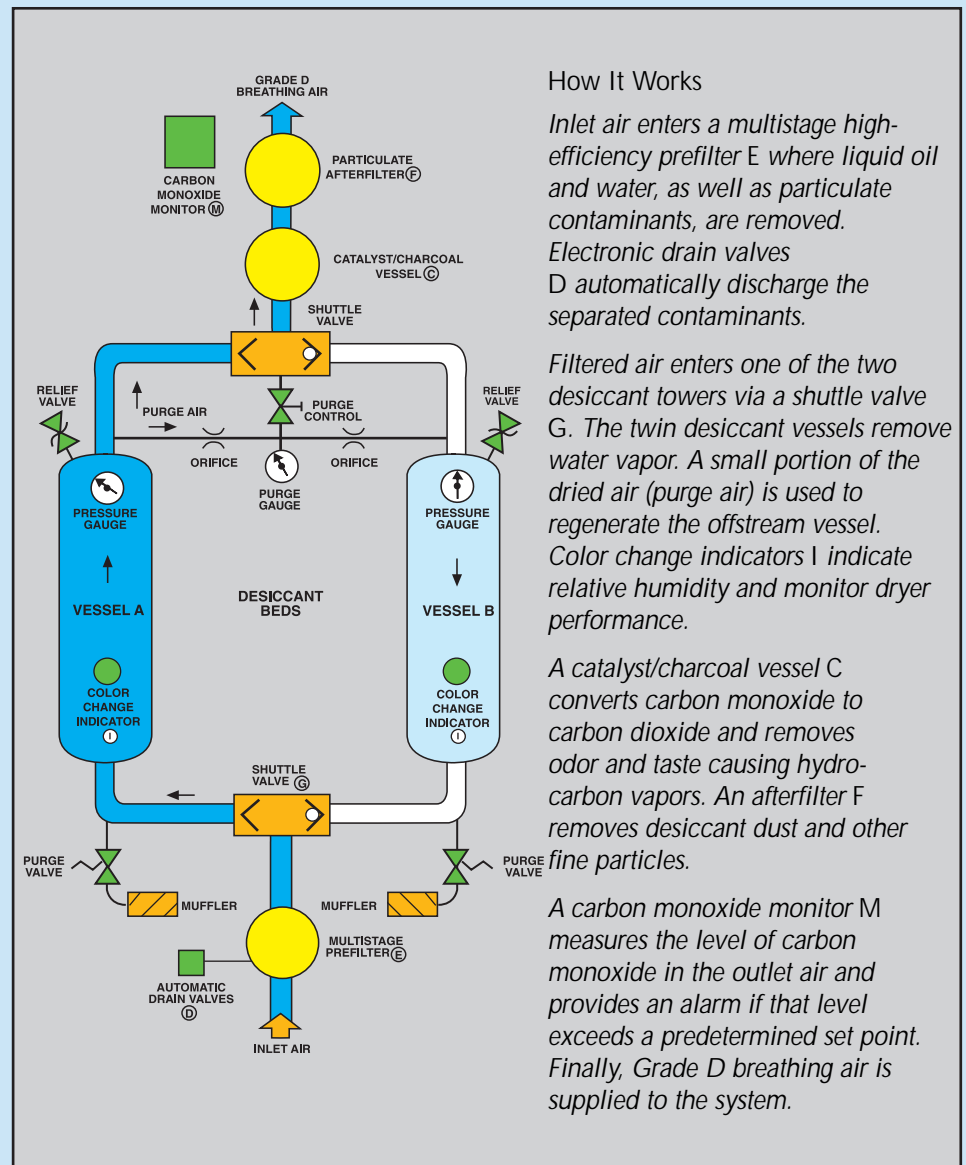 GRADE D
BREATHING AIR
CARBON
MONOXIDE
MONITOR Ⓜ
PARTICULATE
AFTERFILTER Ⓕ
CATALYST/CHARCOAL
VESSEL Ⓒ
SHUTTLE
VALVE
RELIEF
VALVE
PURGE AIR
PURGE
CONTROL
RELIEF
VALVE
ORIFICE
ORIFICE
PURGE
GAUGE
PRESSURE
GAUGE
PRESSURE
GAUGE
VESSEL A
DESICCANT
BEDS
VESSEL B
COLOR
CHANGE
INDICATOR
Ⓘ
COLOR
CHANGE
INDICATOR
Ⓘ
SHUTTLE
VALVE Ⓖ
PURGE
VALVE
PURGE
VALVE
MUFFLER
MUFFLER
MULTISTAGE
PREFILTER Ⓔ
AUTOMATIC
DRAIN VALVES
Ⓓ
INLET AIR
How It Works
Inlet air enters a multistage high-
efficiency prefilter E where liquid oil
and water, as well as particulate
contaminants, are removed.
Electronic drain valves
D automatically discharge the
separated contaminants.
Filtered air enters one of the two
desiccant towers via a shuttle valve
G. The twin desiccant vessels remove
water vapor. A small portion of the
dried air (purge air) is used to
regenerate the offstream vessel.
Color change indicators I indicate
relative humidity and monitor dryer
performance.
A catalyst/charcoal vessel C
converts carbon monoxide to
carbon dioxide and removes
odor and taste causing hydro-
carbon vapors. An afterfilter F
removes desiccant dust and other
fine particles.
A carbon monoxide monitor M
measures the level of carbon
monoxide in the outlet air and
provides an alarm if that level
exceeds a predetermined set point.
Finally, Grade D breathing air is
supplied to the system.